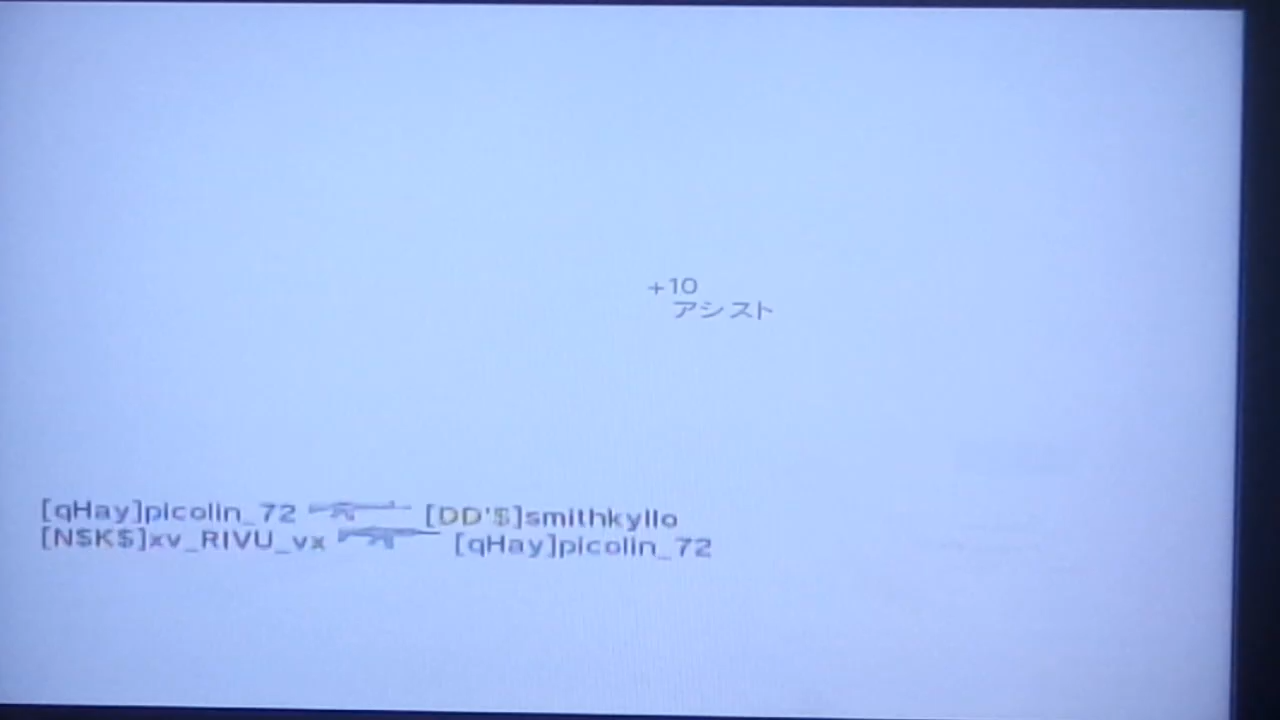 +10
アシスト
[qHay]picolin_72 [DD'$]smithkyllo
[N$K$]xv_RIVU_vx [qHay]picolin_72